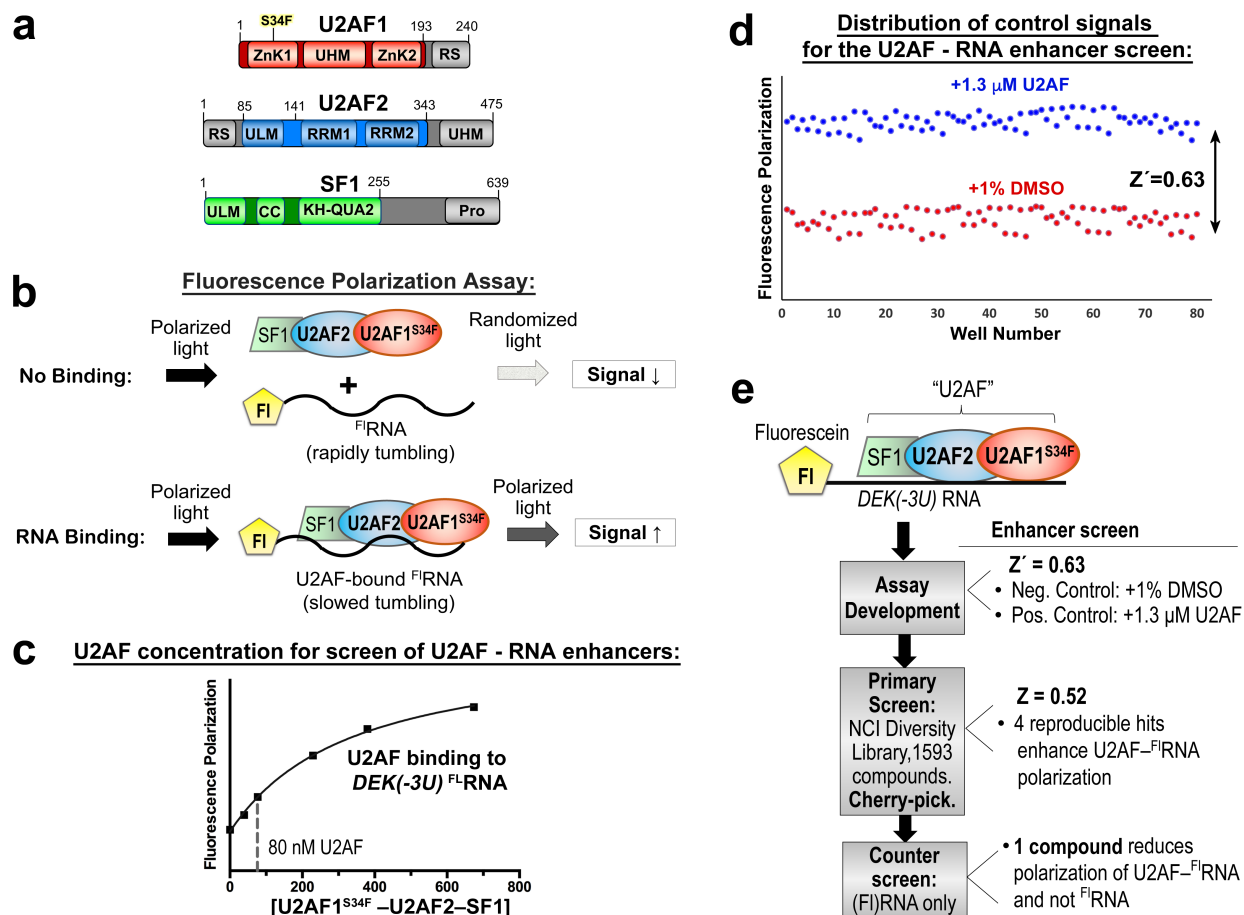 a
U2AF1
1
S34F
193
240
ZnK1
UHM
ZnK2
RS
U2AF2
1
85
141
343
475
RS
ULM
RRM1
RRM2
UHM
SF1
1
255
639
ULM
CC
KH-QUA2
Pro
b
Fluorescence Polarization Assay:
No Binding:
Polarized
light
SF1
U2AF2
U2AF1S34F
+
Fl
FlRNA
(rapidly tumbling)
Randomized
light
Signal ↓
RNA Binding:
Polarized
light
Fl
SF1
U2AF2
U2AF1S34F
U2AF-bound FlRNA
(slowed tumbling)
Polarized
light
Signal ↑
c
U2AF concentration for screen of U2AF - RNA enhancers:
Fluorescence Polarization
U2AF binding to
DEK(-3U) FLRNA
80 nM U2AF
0
200
400
600
800
[U2AF1S34F –U2AF2–SF1]
d
Distribution of control signals
for the U2AF - RNA enhancer screen:
Fluorescence Polarization
+1.3 μM U2AF
+1% DMSO
Z´=0.63
0
10
20
30
40
50
60
70
80
Well Number
e
“U2AF”
Fluorescein
Fl
SF1
U2AF2
U2AF1S34F
DEK(-3U) RNA
Enhancer screen
Assay
Development
Z´ = 0.63
• Neg. Control: +1% DMSO
• Pos. Control: +1.3 µM U2AF
Primary
Screen:
NCI Diversity
Library,1593
compounds.
Cherry-pick.
Z = 0.52
• 4 reproducible hits
enhance U2AF–FlRNA
polarization
Counter
screen:
(Fl)RNA only
• 1 compound reduces
polarization of U2AF–FlRNA
and not FlRNA